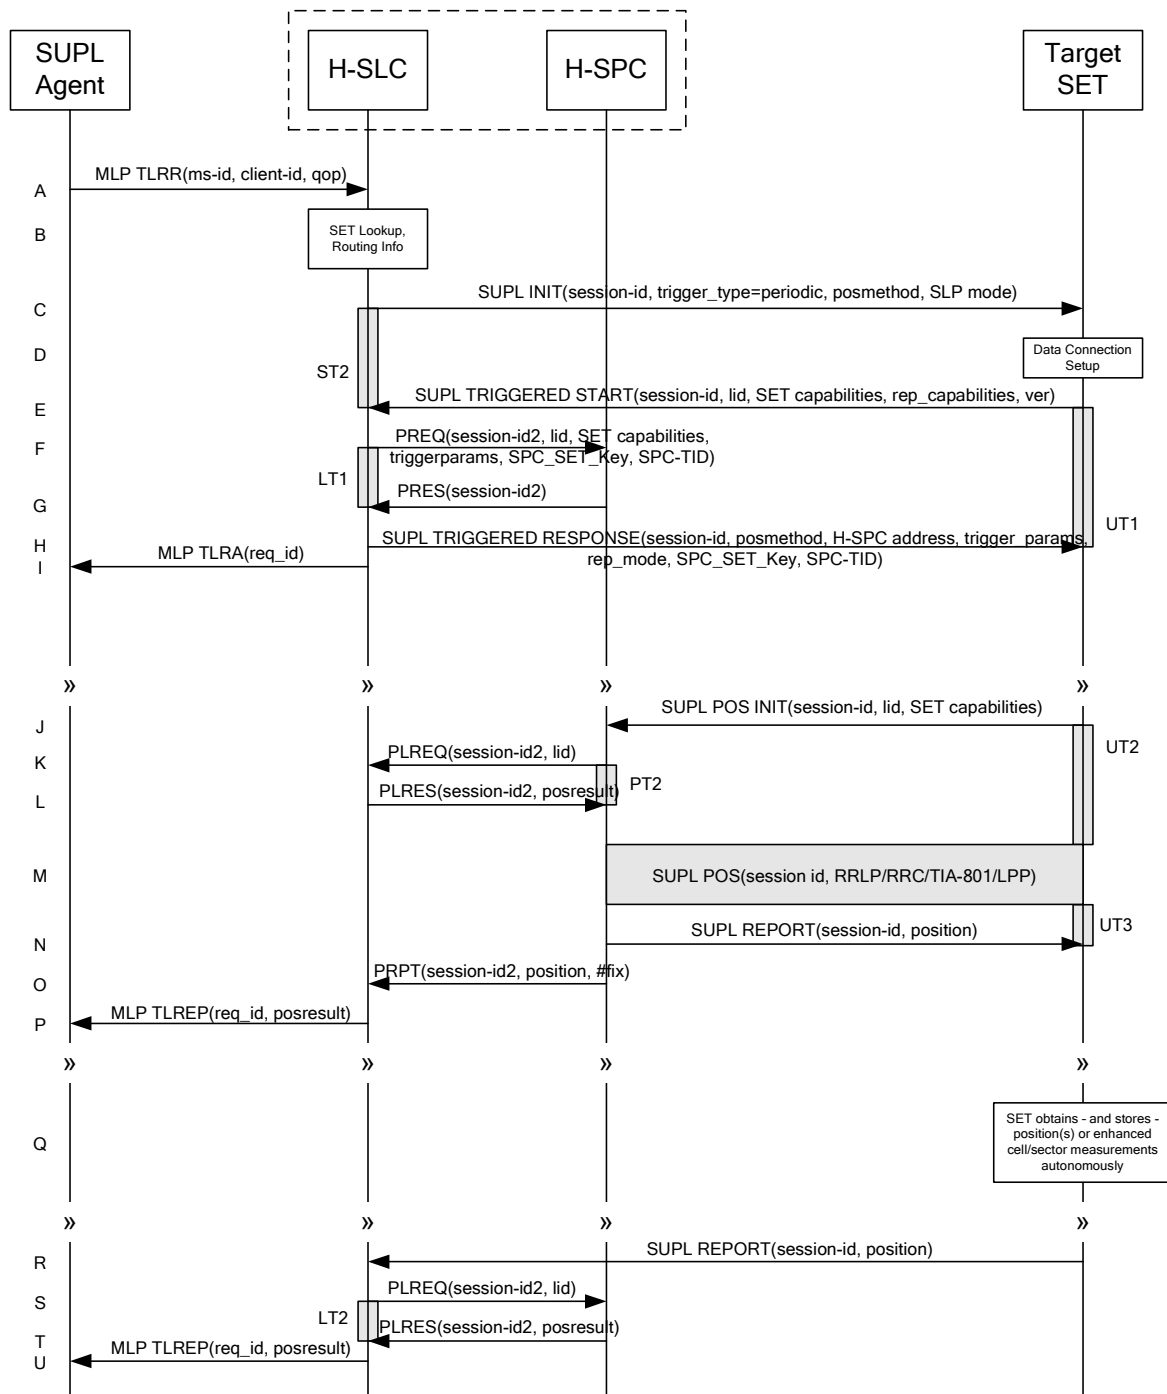 SUPL
Agent
H-SLC
H-SPC
Target
SET
A
MLP TLRR(ms-id, client-id, qop)
B
SET Lookup,
Routing Info
C
SUPL INIT(session-id, trigger_type=periodic, posmethod, SLP mode)
D
ST2
Data Connection
Setup
E
SUPL TRIGGERED START(session-id, lid, SET capabilities, rep_capabilities, ver)
F
PREQ(session-id2, lid, SET capabilities,
triggerparams, SPC_SET_Key, SPC-TID)
LT1
G
PRES(session-id2)
UT1
H
SUPL TRIGGERED RESPONSE(session-id, posmethod, H-SPC address, trigger_params,
rep_mode, SPC_SET_Key, SPC-TID)
MLP TLRA(req_id)
I
» » » »
J
SUPL POS INIT(session-id, lid, SET capabilities)
UT2
K
PLREQ(session-id2, lid)
PT2
L
PLRES(session-id2, posresult)
M
SUPL POS(session id, RRLP/RRC/TIA-801/LPP)
UT3
N
SUPL REPORT(session-id, position)
O
PRPT(session-id2, position, #fix)
P
MLP TLREP(req_id, posresult)
» » » »
Q
SET obtains - and stores -
position(s) or enhanced
cell/sector measurements
autonomously
» » » »
R
SUPL REPORT(session-id, position)
S
PLREQ(session-id2, lid)
LT2
T
PLRES(session-id2, posresult)
U
MLP TLREP(req_id, posresult)